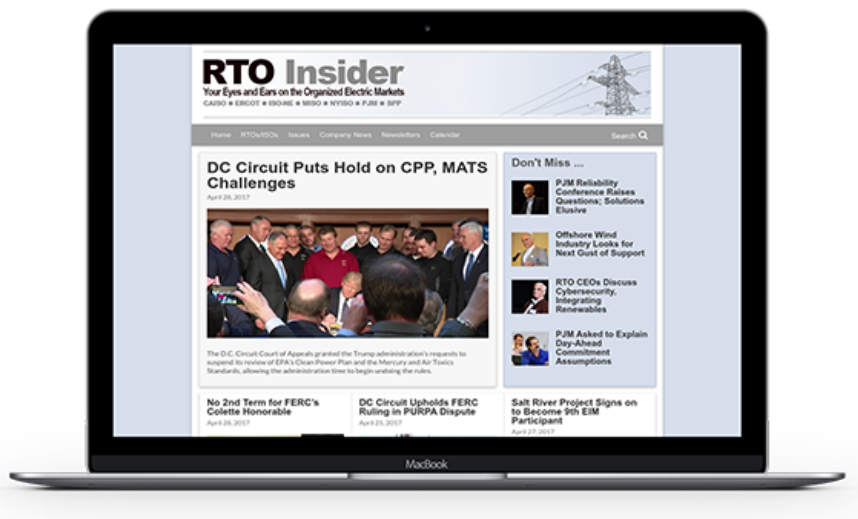 RTO Insider
Your Eyes and Ears on the Organized Electric Markets
CAISO ■ ERCOT ■ ISO-NE ■ MISO ■ NYISO ■ PJM ■ SPP
Home RTOs/ISOs Issues Company News Newsletters Calendar Search
DC Circuit Puts Hold on CPP, MATS
Challenges
April 28, 2017
The D.C. Circuit Court of Appeals granted the Trump administration's requests to
suspend its review of EPA's Clean Power Plan and the Mercury and Air Toxics
Standards, allowing the administration time to begin undoing the rules.
Don't Miss ...
PJM Reliability
Conference Raises
Questions; Solutions
Elusive
Offshore Wind
Industry Looks for
Next Gust of Support
RTO CEOs Discuss
Cybersecurity,
Integrating
Renewables
PJM Asked to Explain
Day-Ahead
Commitment
Assumptions
No 2nd Term for FERC's
Colette Honorable
April 28, 2017
DC Circuit Upholds FERC
Ruling in PURPA Dispute
April 25, 2017
Salt River Project Signs on
to Become 9th EIM
Participant
April 27, 2017
MacBook